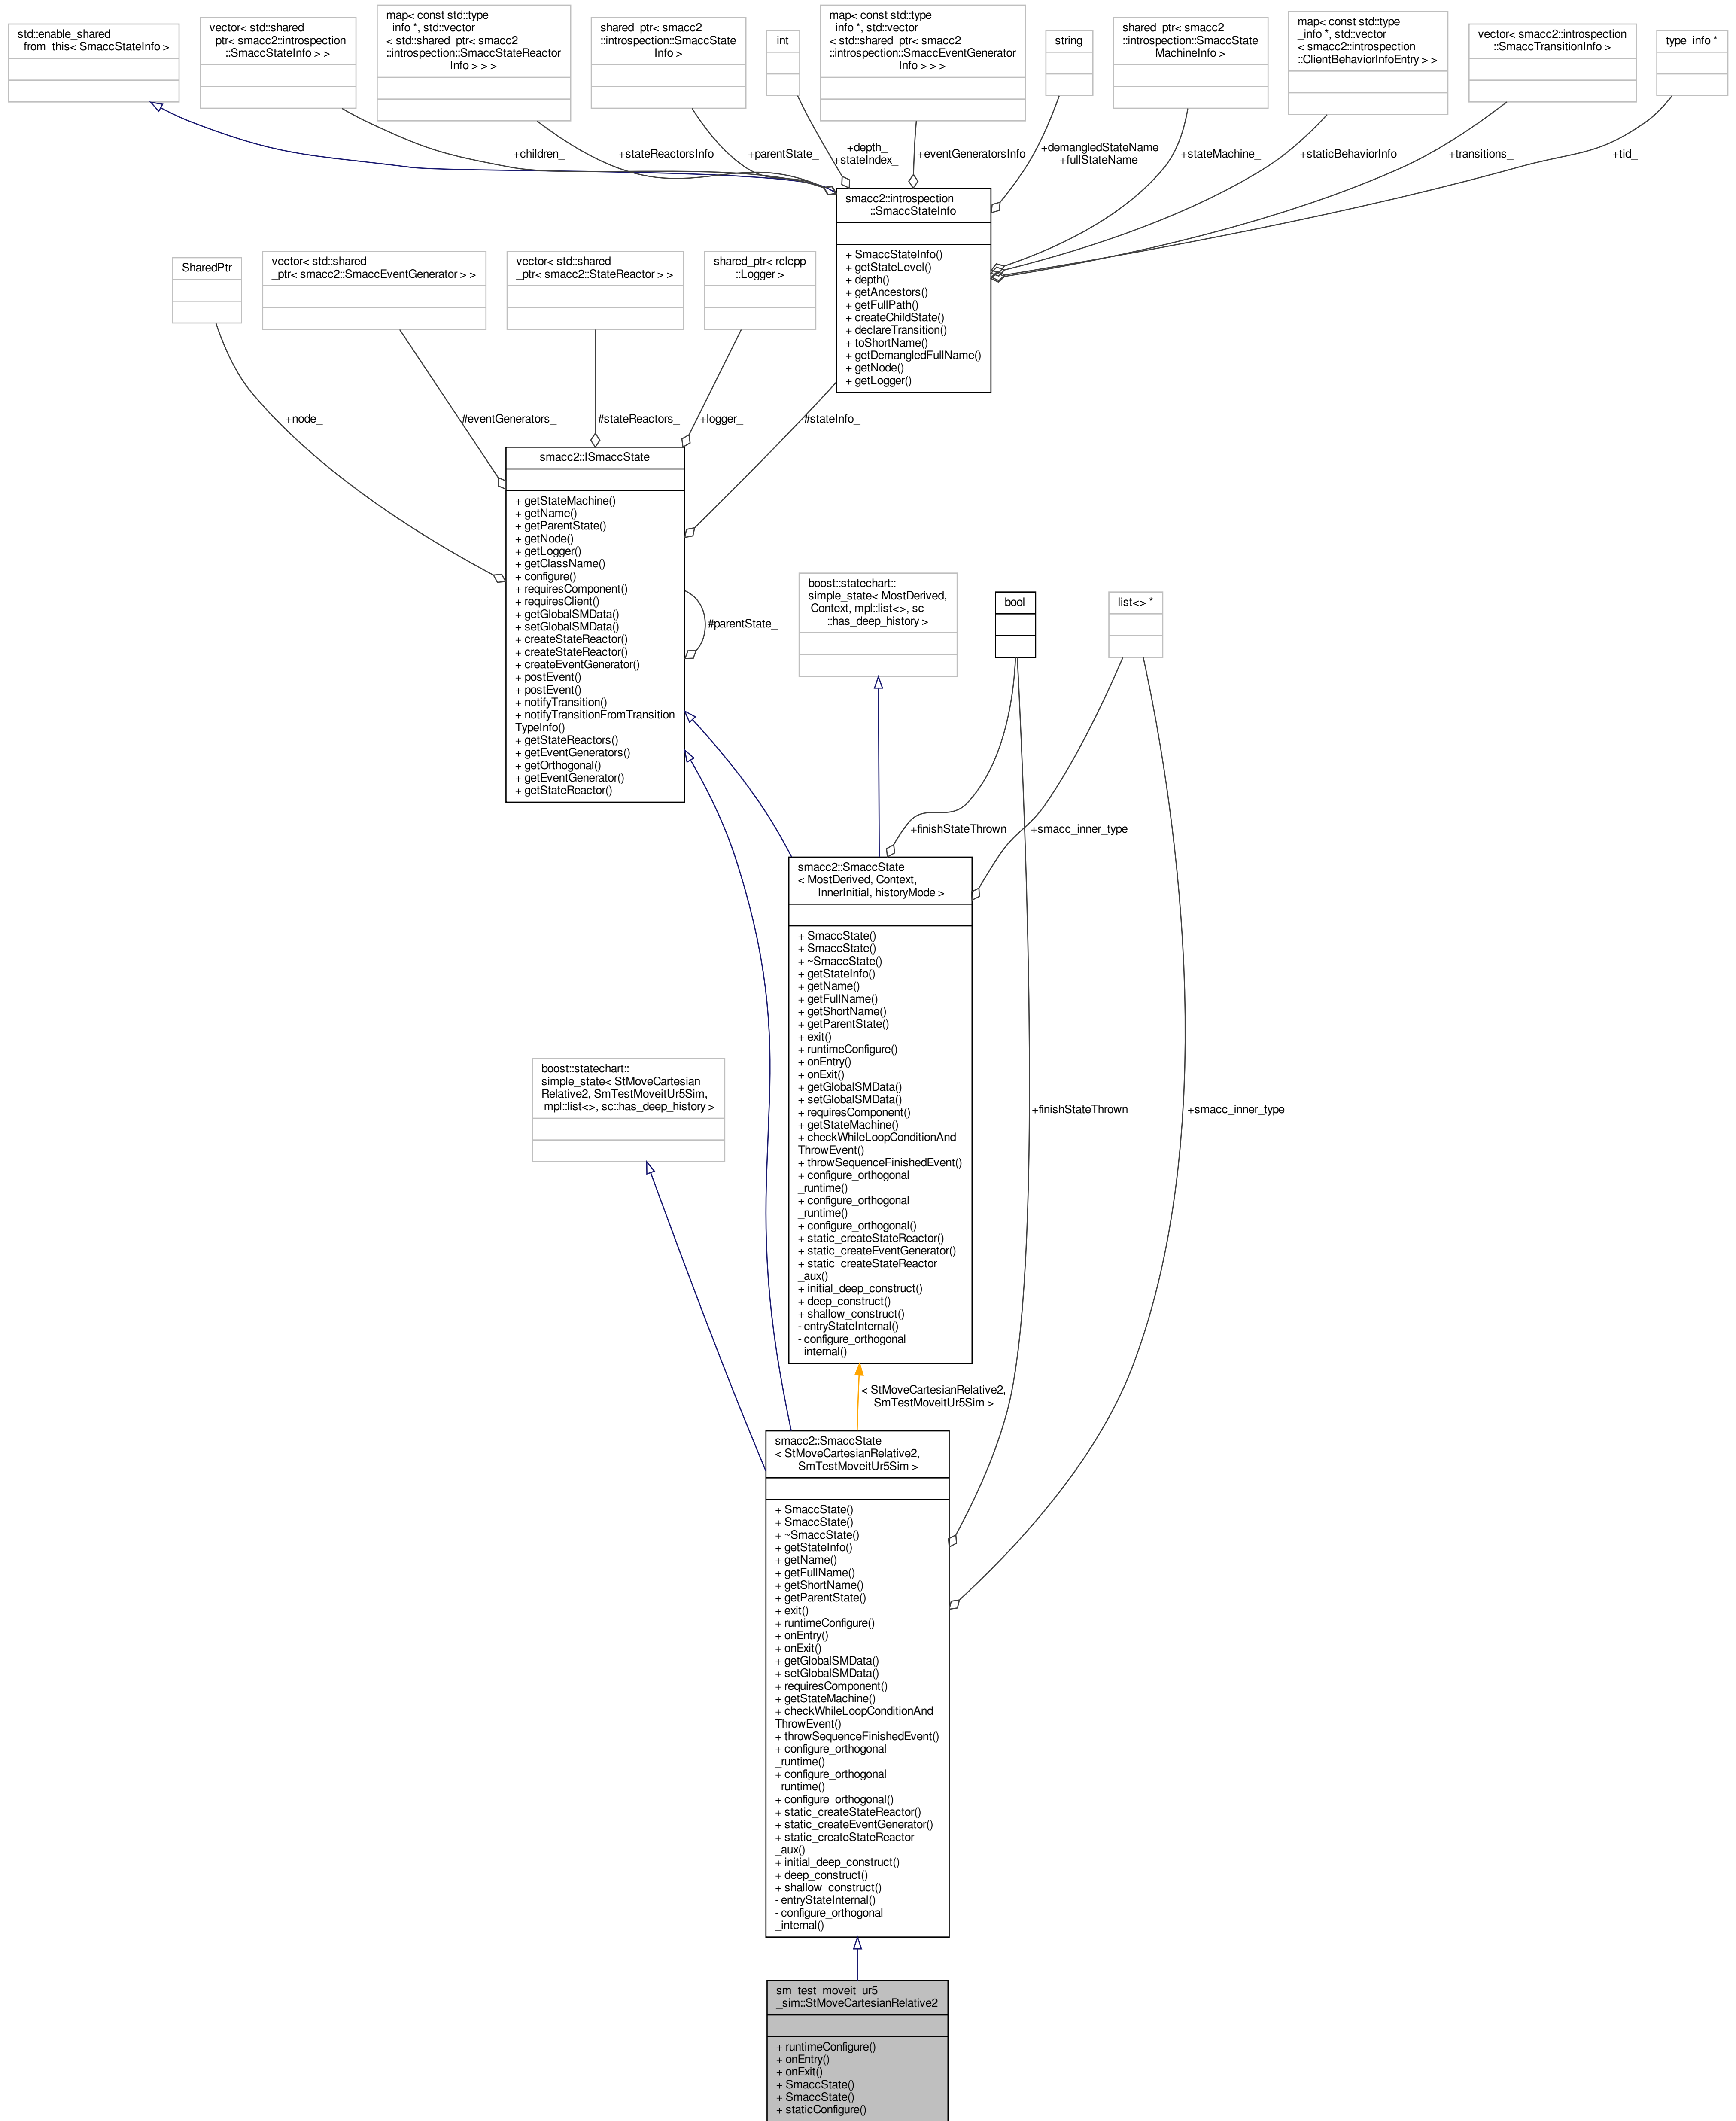 std::enable_shared
_from_this< SmaccStateInfo >
vector< std::shared
_ptr< smacc2::introspection
::SmaccStateInfo > >
map< const std::type
_info *, std::vector
< std::shared_ptr< smacc2
::introspection::SmaccStateReactor
Info > > >
shared_ptr< smacc2
::introspection::SmaccState
Info >
int
map< const std::type
_info *, std::vector
< std::shared_ptr< smacc2
::introspection::SmaccEventGenerator
Info > > >
string
shared_ptr< smacc2
::introspection::SmaccState
MachineInfo >
map< const std::type
_info *, std::vector
< smacc2::introspection
::ClientBehaviorInfoEntry > >
vector< smacc2::introspection
::SmaccTransitionInfo >
type_info *
+children_
+stateReactorsInfo
+parentState_
+depth_
+stateIndex_
+eventGeneratorsInfo
+demangledStateName
+fullStateName
+stateMachine_
+staticBehaviorInfo
+transitions_
+tid_
smacc2::introspection
::SmaccStateInfo
+ SmaccStateInfo()
+ getStateLevel()
+ depth()
+ getAncestors()
+ getFullPath()
+ createChildState()
+ declareTransition()
+ toShortName()
+ getDemangledFullName()
+ getNode()
+ getLogger()
SharedPtr
vector< std::shared
_ptr< smacc2::SmaccEventGenerator > >
vector< std::shared
_ptr< smacc2::StateReactor > >
shared_ptr< rclcpp
::Logger >
+node_
#eventGenerators_
#stateReactors_
+logger_
#stateInfo_
smacc2::ISmaccState
+ getStateMachine()
+ getName()
+ getParentState()
+ getNode()
+ getLogger()
+ getClassName()
+ configure()
+ requiresComponent()
+ requiresClient()
+ getGlobalSMData()
+ setGlobalSMData()
+ createStateReactor()
+ createStateReactor()
+ createEventGenerator()
+ postEvent()
+ postEvent()
+ notifyTransition()
+ notifyTransitionFromTransition
TypeInfo()
+ getStateReactors()
+ getEventGenerators()
+ getOrthogonal()
+ getEventGenerator()
+ getStateReactor()
#parentState_
boost::statechart::
simple_state< MostDerived,
Context, mpl::list<>, sc
::has_deep_history >
bool
list<> *
+finishStateThrown
+smacc_inner_type
smacc2::SmaccState
< MostDerived, Context,
InnerInitial, historyMode >
+ SmaccState()
+ SmaccState()
+ ~SmaccState()
+ getStateInfo()
+ getName()
+ getFullName()
+ getShortName()
+ getParentState()
+ exit()
+ runtimeConfigure()
+ onEntry()
+ onExit()
+ getGlobalSMData()
+ setGlobalSMData()
+ requiresComponent()
+ getStateMachine()
+ checkWhileLoopConditionAnd
ThrowEvent()
+ throwSequenceFinishedEvent()
+ configure_orthogonal
_runtime()
+ configure_orthogonal
_runtime()
+ configure_orthogonal()
+ static_createStateReactor()
+ static_createEventGenerator()
+ static_createStateReactor
_aux()
+ initial_deep_construct()
+ deep_construct()
+ shallow_construct()
- entryStateInternal()
- configure_orthogonal
_internal()
boost::statechart::
simple_state< StMoveCartesian
Relative2, SmTestMoveitUr5Sim,
mpl::list<>, sc::has_deep_history >
+finishStateThrown
+smacc_inner_type
< StMoveCartesianRelative2,
SmTestMoveitUr5Sim >
smacc2::SmaccState
< StMoveCartesianRelative2,
SmTestMoveitUr5Sim >
+ SmaccState()
+ SmaccState()
+ ~SmaccState()
+ getStateInfo()
+ getName()
+ getFullName()
+ getShortName()
+ getParentState()
+ exit()
+ runtimeConfigure()
+ onEntry()
+ onExit()
+ getGlobalSMData()
+ setGlobalSMData()
+ requiresComponent()
+ getStateMachine()
+ checkWhileLoopConditionAnd
ThrowEvent()
+ throwSequenceFinishedEvent()
+ configure_orthogonal
_runtime()
+ configure_orthogonal
_runtime()
+ configure_orthogonal()
+ static_createStateReactor()
+ static_createEventGenerator()
+ static_createStateReactor
_aux()
+ initial_deep_construct()
+ deep_construct()
+ shallow_construct()
- entryStateInternal()
- configure_orthogonal
_internal()
sm_test_moveit_ur5
_sim::StMoveCartesianRelative2
+ runtimeConfigure()
+ onEntry()
+ onExit()
+ SmaccState()
+ SmaccState()
+ staticConfigure()